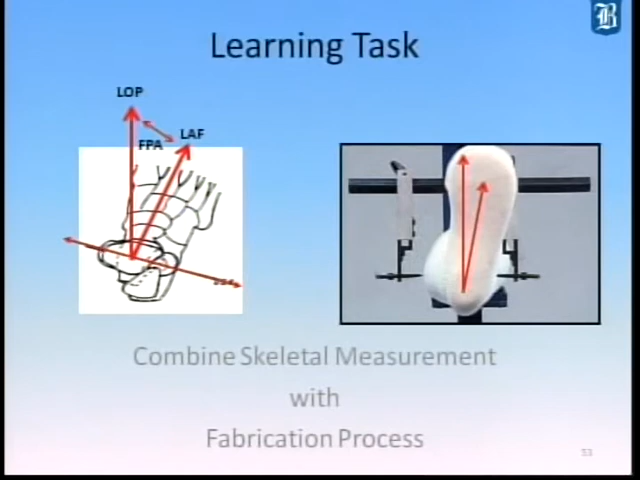 B
Learning Task
LOP
LAF
FPA
Combine Skeletal Measurement
with
Fabrication Process
53